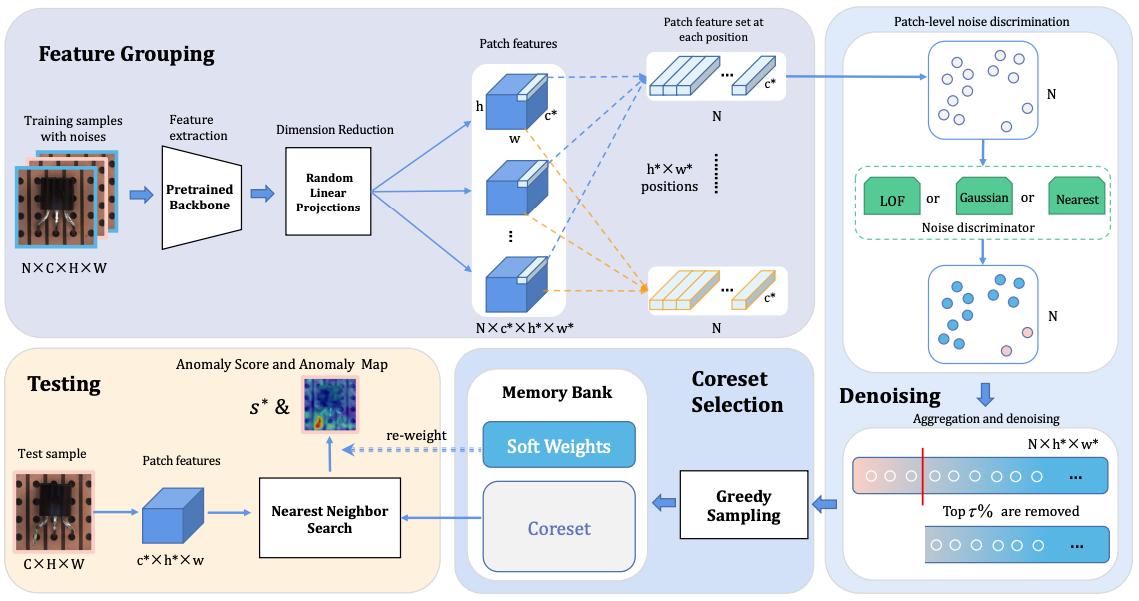 Feature Grouping
Training samples
with noises
N×C×H×W
Feature
extraction
Pretrained
Backbone
Dimension Reduction
Random
Linear
Projections
Patch features
h
c*
w
⋮
N×c*×h*×w*
Patch feature set at
each position
...
c*
N
h*×w*
positions
...
c*
N
Patch-level noise discrimination
N
LOF or Gaussian or Nearest
Noise discriminator
N
Denoising
Aggregation and denoising
N×h*×w*
...
Top τ% are removed
...
Coreset
Selection
Greedy
Sampling
Memory Bank
Soft Weights
Coreset
re-weight
Testing
Anomaly Score and Anomaly Map
s* &
Test sample
C×H×W
Patch features
c*×h*×w
Nearest Neighbor
Search